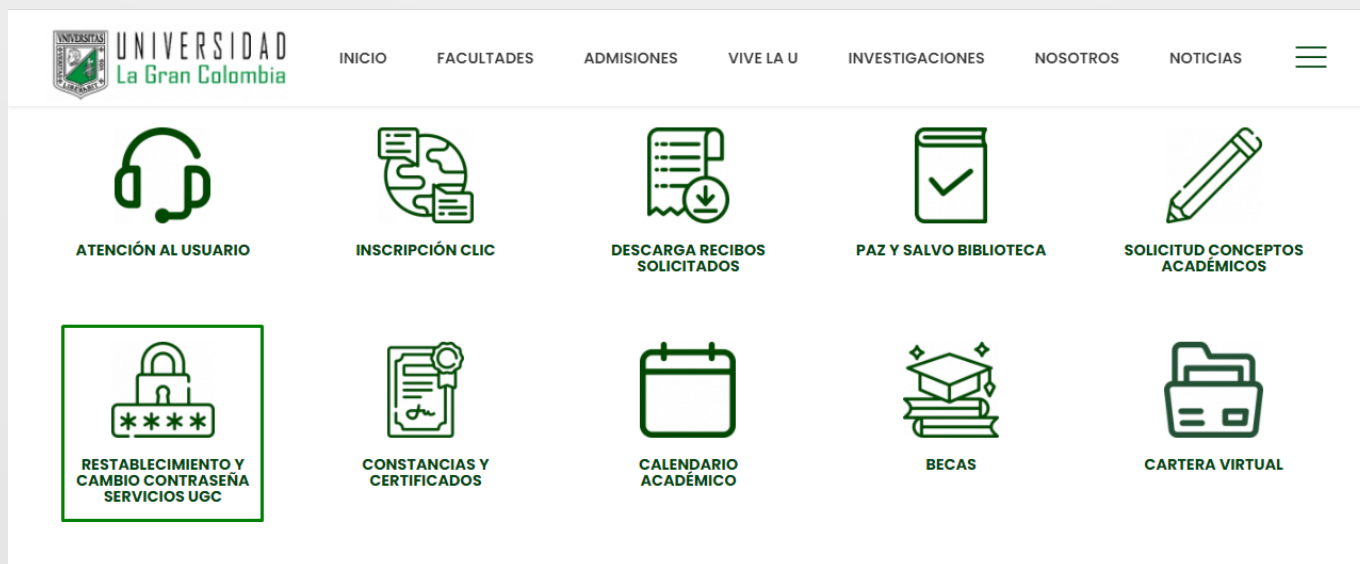 VNIVERSITAS
UNIVERSIDAD
La Gran Colombia
INICIO
FACULTADES
ADMISIONES
VIVE LA U
INVESTIGACIONES
NOSOTROS
NOTICIAS
ATENCIÓN AL USUARIO
INSCRIPCIÓN CLIC
DESCARGA RECIBOS
SOLICITADOS
PAZ Y SALVO BIBLIOTECA
SOLICITUD CONCEPTOS
ACADÉMICOS
****
RESTABLECIMIENTO Y
CAMBIO CONTRASEÑA
SERVICIOS UGC
CONSTANCIAS Y
CERTIFICADOS
CALENDARIO
ACADÉMICO
BECAS
CARTERA VIRTUAL